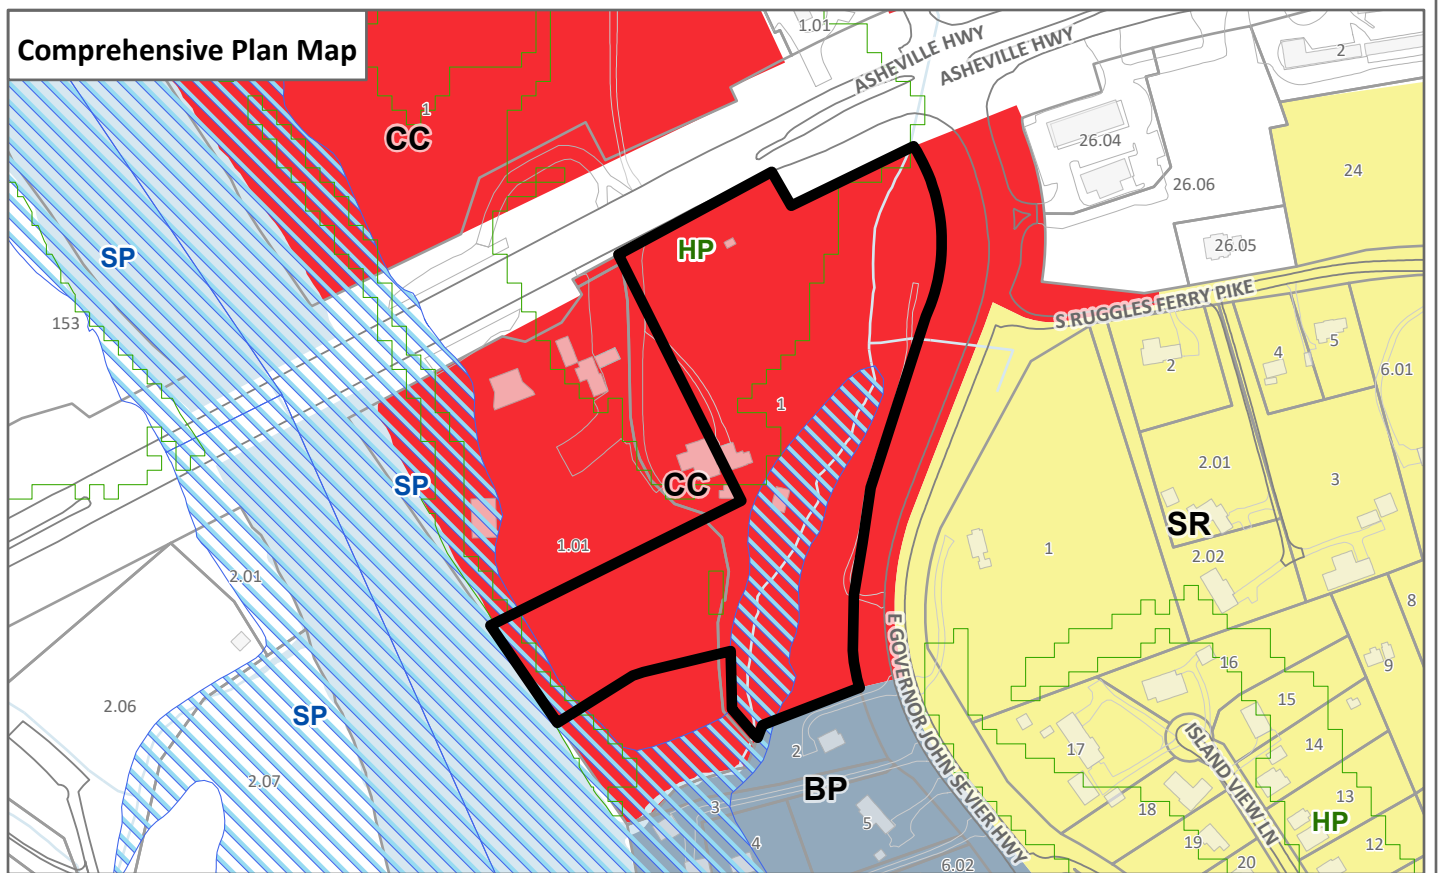 Comprehensive Plan Map
1.01
ASHEVILLE HWY
ASHEVILLE HWY
2
1
CC
26.04
24
26.06
26.05
HP
SP
153
S RUGGLES FERRY PIKE
2
4
5
6.01
1
2.01
3
CC
SP
SR
1
1.01
2.02
2.01
8
E GOVERNOR JOHN SEVIER HWY
16
9
15
2.06
SP
14
17
2
ISLAND VIEW LN
2.07
BP
13
3
18
HP
5
4
19
12
20
6.02